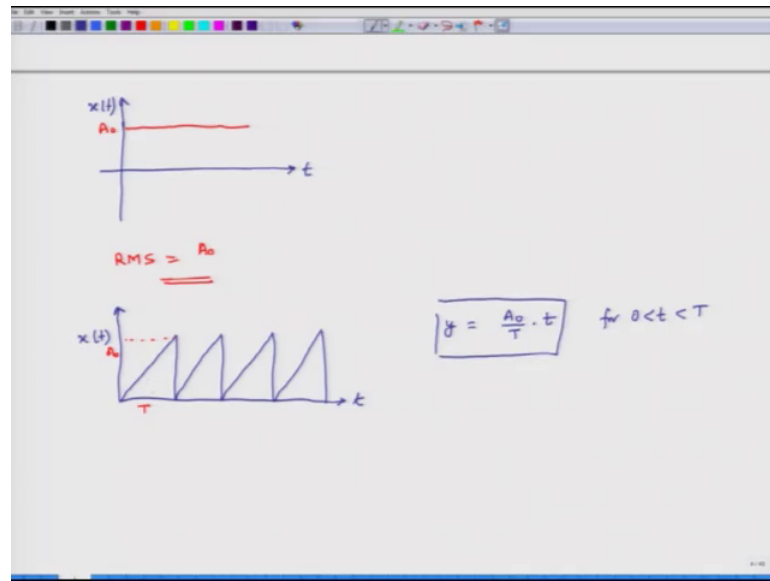 x(t)
A₀
t
RMS = A₀
x(t)
A₀
T
t
y = A₀/T · t for 0<t<T